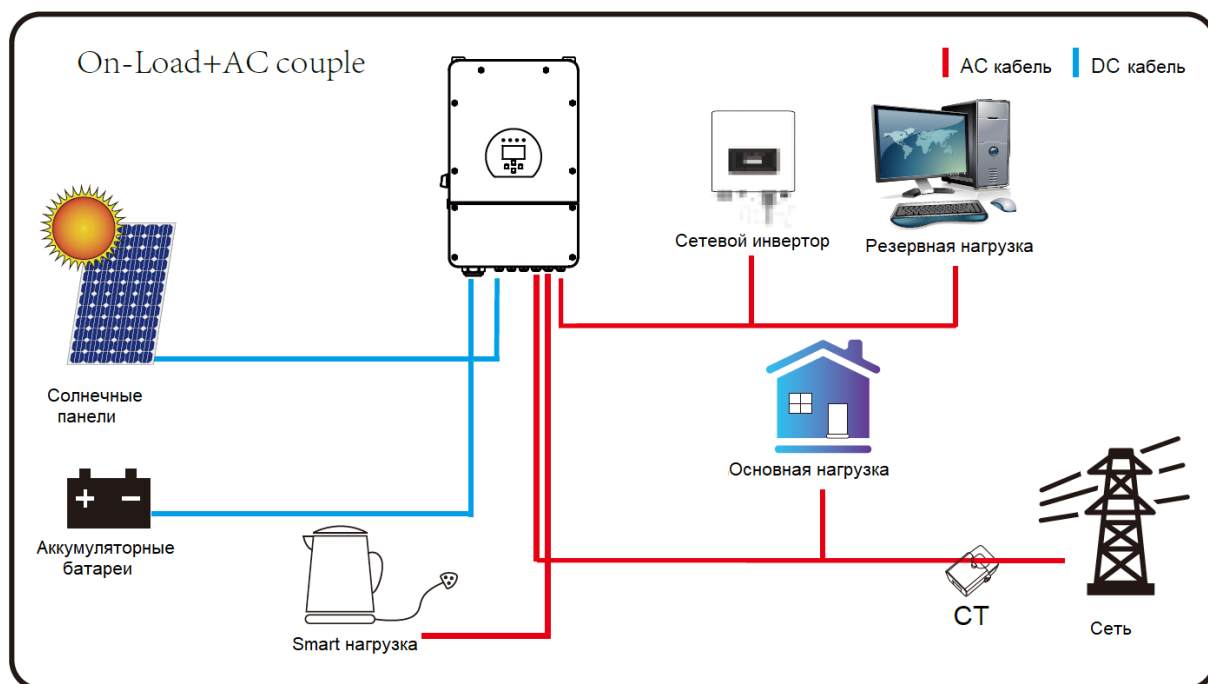 On-Load+AC couple
AC кабель
DC кабель
Сетевой инвертор
Резервная нагрузка
Солнечные
панели
Основная нагрузка
+ −
Аккумуляторные
батареи
CT
Smart нагрузка
Сеть